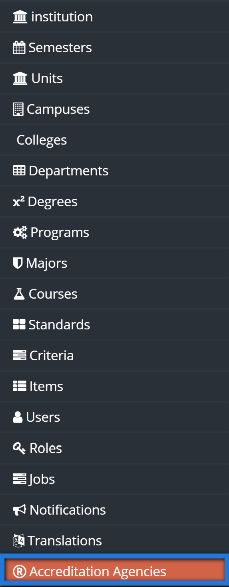 institution
Semesters
Units
Campuses
Colleges
Departments
x² Degrees
Programs
Majors
Courses
Standards
Criteria
Items
Users
Roles
Jobs
Notifications
Translations
® Accreditation Agencies